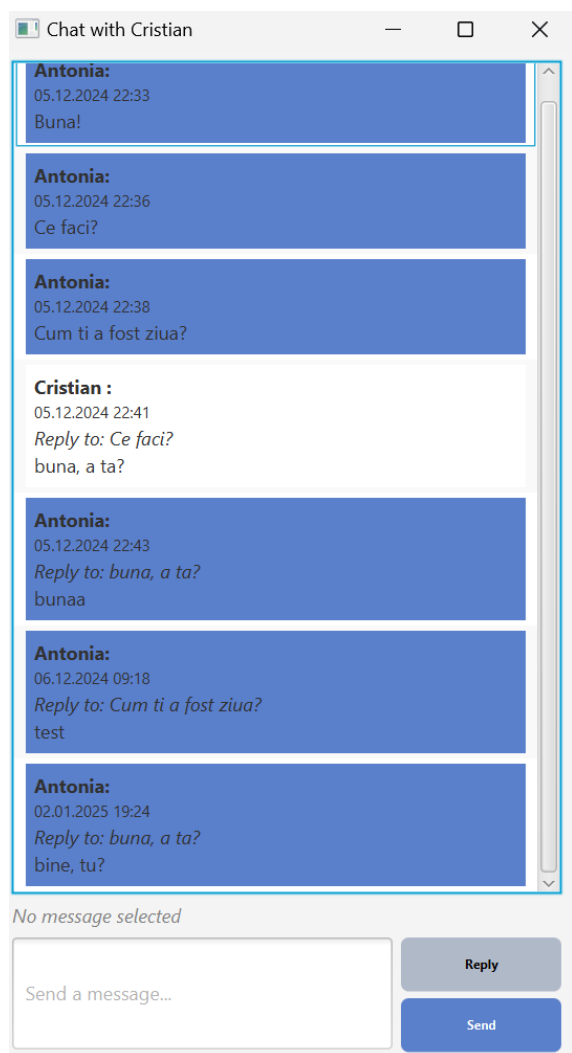 Chat with Cristian
Antonia:
05.12.2024 22:33
Buna!
Antonia:
05.12.2024 22:36
Ce faci?
Antonia:
05.12.2024 22:38
Cum ti a fost ziua?
Cristian :
05.12.2024 22:41
Reply to: Ce faci?
buna, a ta?
Antonia:
05.12.2024 22:43
Reply to: buna, a ta?
bunaa
Antonia:
06.12.2024 09:18
Reply to: Cum ti a fost ziua?
test
Antonia:
02.01.2025 19:24
Reply to: buna, a ta?
bine, tu?
No message selected
Send a message...
Reply
Send